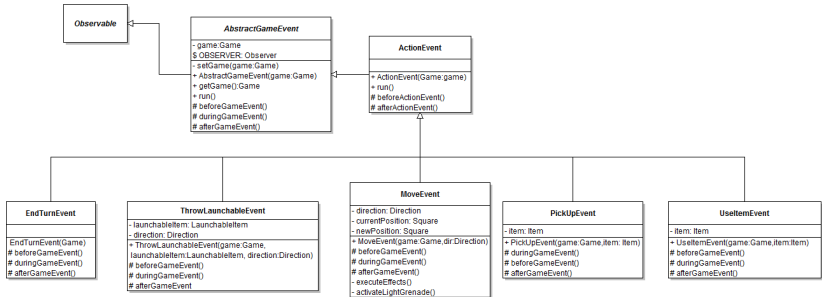 Observable
AbstractGameEvent
- game:Game
$ OBSERVER: Observer
- setGame(game:Game)
+ AbstractGameEvent(game:Game)
+ getGame():Game
+ run()
# beforeGameEvent()
# duringGameEvent()
# afterGameEvent()
ActionEvent
+ ActionEvent(Game:game)
+ run()
# beforeActionEvent()
# afterActionEvent()
EndTurnEvent
EndTurnEvent(Game)
# beforeGameEvent()
# duringGameEvent()
# afterGameEvent()
ThrowLaunchableEvent
- launchableItem: LaunchableItem
- direction: Direction
+ ThrowLaunchableEvent(game:Game,
launchableItem:LaunchableItem, direction:Direction)
# beforeGameEvent()
# duringGameEvent()
# afterGameEvent
MoveEvent
- direction: Direction
- currentPosition: Square
- newPosition: Square
+ MoveEvent(game:Game,dir:Direction)
# beforeGameEvent()
# duringGameEvent()
# afterGameEvent()
- executeEffects()
- activateLightGrenade()
PickUpEvent
- item: Item
+ PickUpEvent(game:Game,item: Item)
# duringGameEvent()
# beforeGameEvent()
# afterGameEvent()
UseItemEvent
- item: Item
+ UseItemEvent(game:Game,item:Item)
# beforeGameEvent()
# duringGameEvent()
# afterGameEvent()